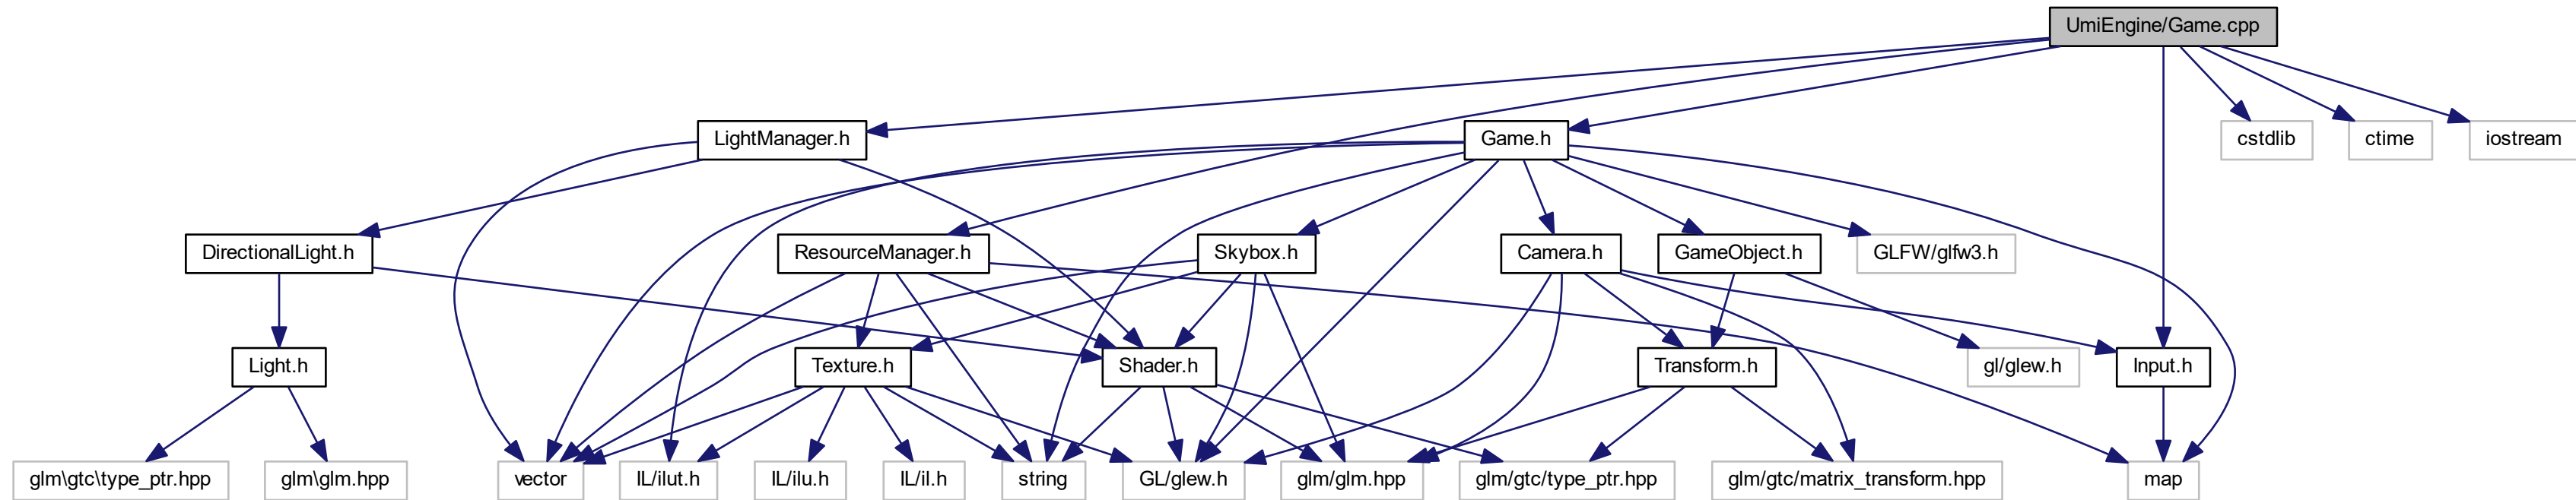 UmiEngine/Game.cpp
LightManager.h
Game.h
cstdlib
ctime
iostream
DirectionalLight.h
ResourceManager.h
Skybox.h
Camera.h
GameObject.h
GLFW/glfw3.h
Light.h
Texture.h
Shader.h
Transform.h
gl/glew.h
Input.h
glm\gtc\type_ptr.hpp
glm\glm.hpp
vector
IL/ilut.h
IL/ilu.h
IL/il.h
string
GL/glew.h
glm/glm.hpp
glm/gtc/type_ptr.hpp
glm/gtc/matrix_transform.hpp
map